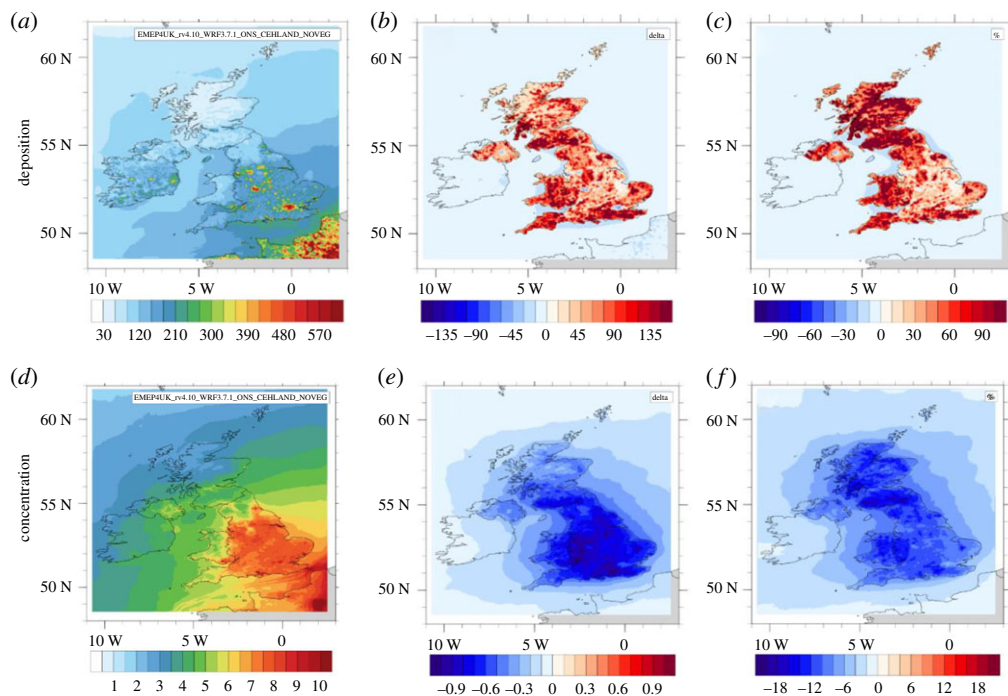 (a)
EMEP4UK_rv4.10_WRF3.7.1_ONS_CEHLAND_NOVEG
60 N
55 N
50 N
deposition
10 W 5 W 0
30 120 210 300 390 480 570
(b)
delta
60 N
55 N
50 N
10 W 5 W 0
−135 −90 −45 0 45 90 135
(c)
%
60 N
55 N
50 N
10 W 5 W 0
−90 −60 −30 0 30 60 90
(d)
EMEP4UK_rv4.10_WRF3.7.1_ONS_CEHLAND_NOVEG
60 N
55 N
50 N
concentration
10 W 5 W 0
1 2 3 4 5 6 7 8 9 10
(e)
delta
60 N
55 N
50 N
10 W 5 W 0
−0.9 −0.6 −0.3 0 0.3 0.6 0.9
(f)
%
60 N
55 N
50 N
10 W 5 W 0
−18 −12 −6 0 6 12 18